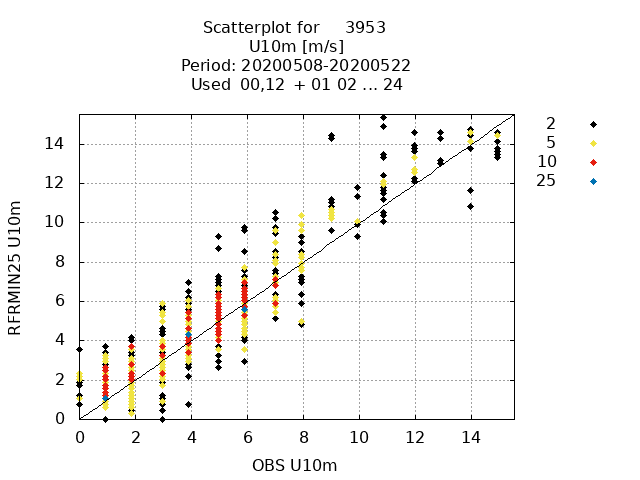 Scatterplot for 3953
U10m [m/s]
Period: 20200508-20200522
Used 00,12 + 01 02 ... 24
2
5
10
25
14
12
10
8
6
4
2
0
RFRMIN25 U10m
0 2 4 6 8 10 12 14
OBS U10m